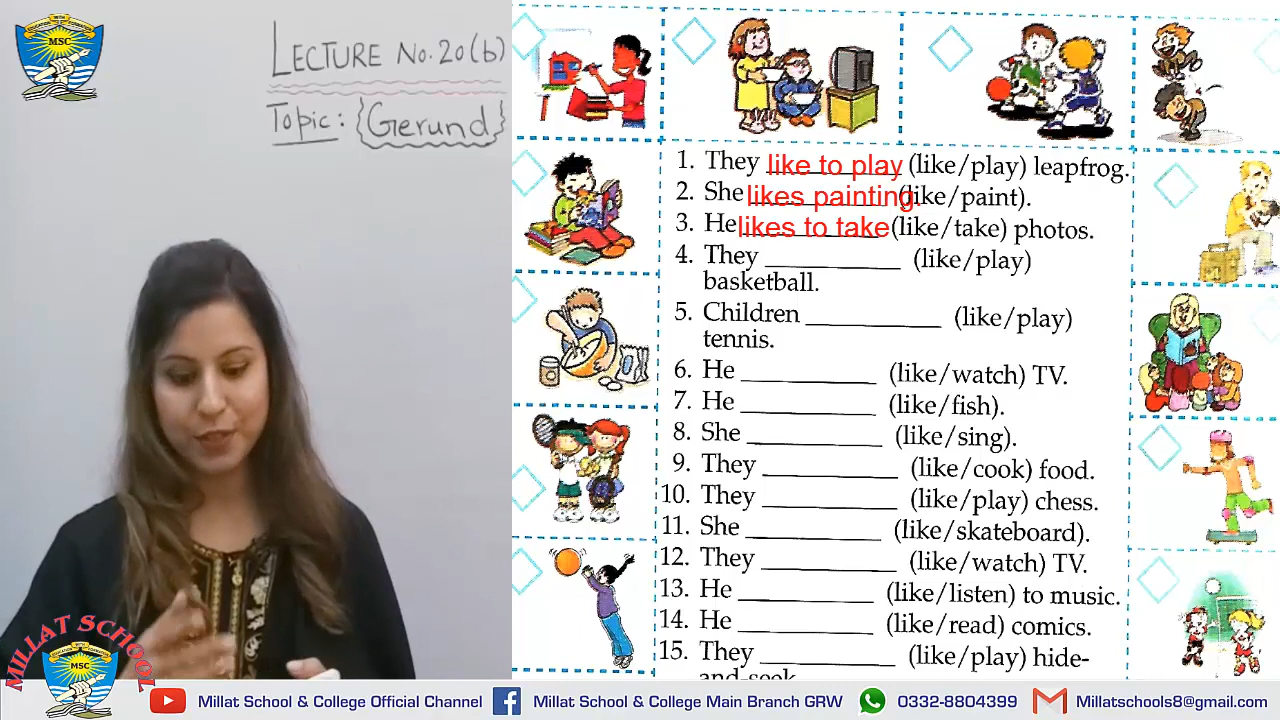 MSC
LECTURE No. 20(b)
Topic: {Gerund}
1. They like to play (like/play) leapfrog.
2. She likes painting. (like/paint).
3. He likes to take (like/take) photos.
4. They __________ (like/play)
basketball.
5. Children __________ (like/play)
tennis.
6. He __________ (like/watch) TV.
7. He __________ (like/fish).
8. She __________ (like/sing).
9. They __________ (like/cook) food.
10. They __________ (like/play) chess.
11. She __________ (like/skateboard).
12. They __________ (like/watch) TV.
13. He __________ (like/listen) to music.
14. He __________ (like/read) comics.
15. They __________ (like/play) hide-
and-seek.
MILLAT SCHOOL
MSC
Millat School & College Official Channel
Millat School & College Main Branch GRW
0332-8804399
Millatschools8@gmail.com